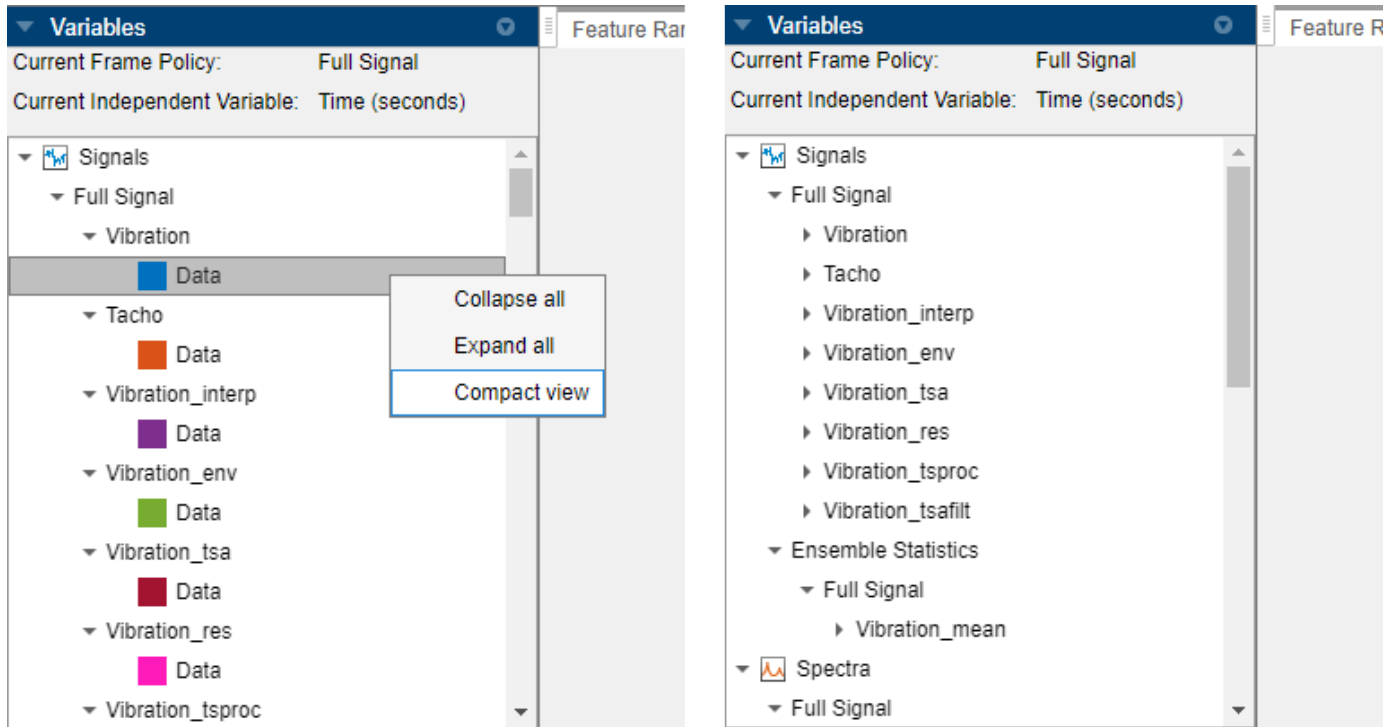 Variables
Feature Rar
Current Frame Policy: Full Signal
Current Independent Variable: Time (seconds)
Signals
Full Signal
Vibration
Data
Collapse all
Expand all
Compact view
Tacho
Data
Vibration_interp
Data
Vibration_env
Data
Vibration_tsa
Data
Vibration_res
Data
Vibration_tsproc
Variables
Feature R
Current Frame Policy: Full Signal
Current Independent Variable: Time (seconds)
Signals
Full Signal
Vibration
Tacho
Vibration_interp
Vibration_env
Vibration_tsa
Vibration_res
Vibration_tsproc
Vibration_tsafilt
Ensemble Statistics
Full Signal
Vibration_mean
Spectra
Full Signal